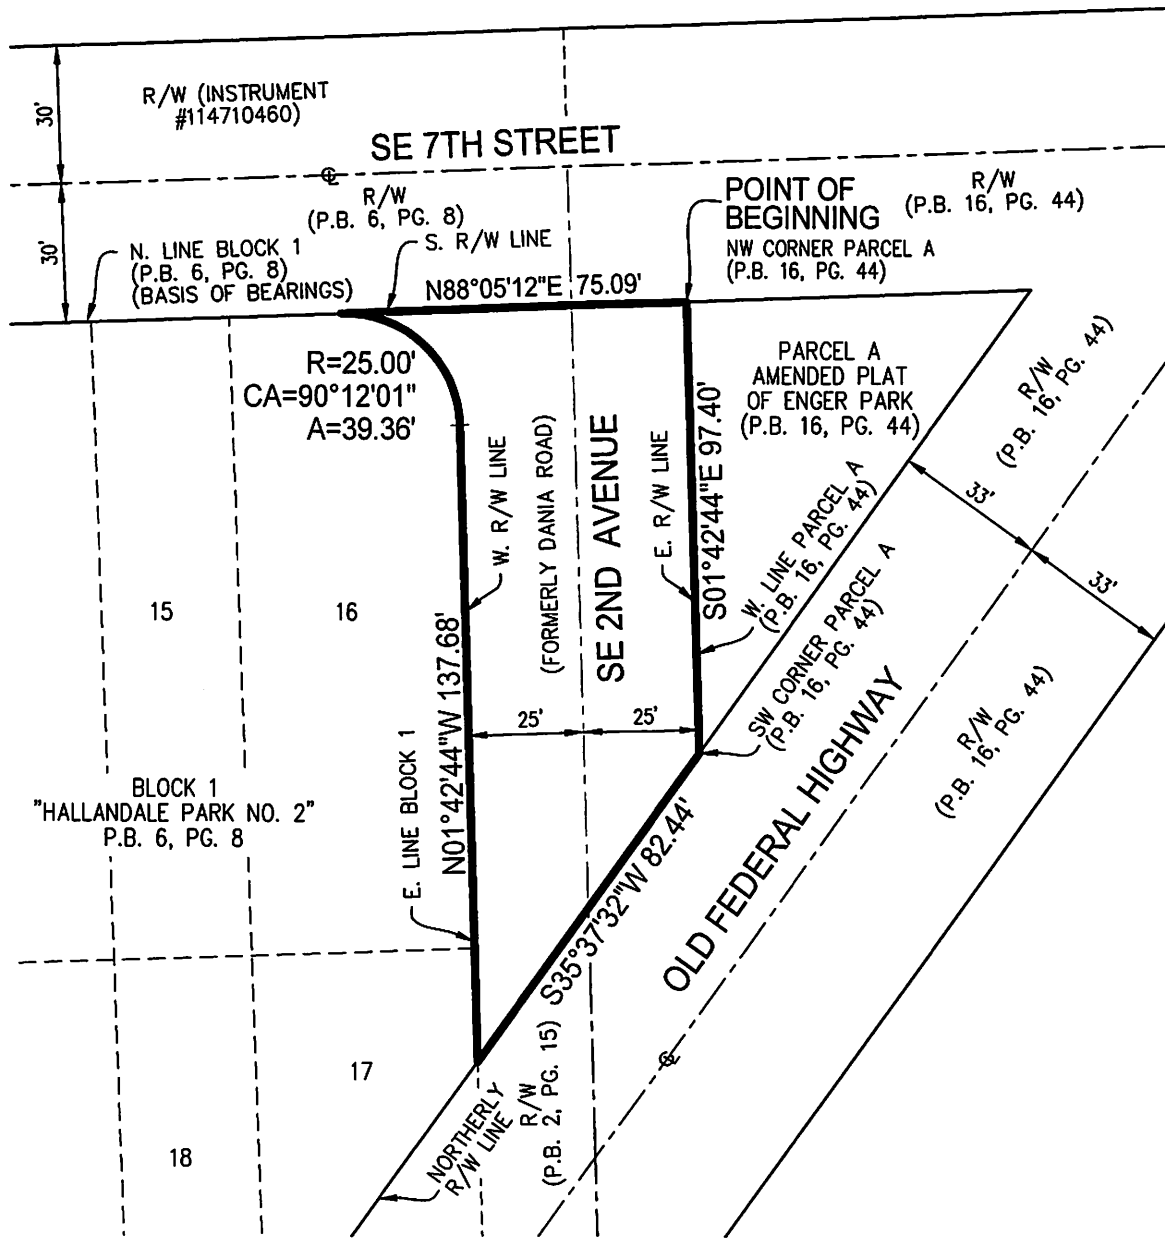 30'
R/W (INSTRUMENT
#114710460)
SE 7TH STREET
℄
R/W
(P.B. 6, PG. 8)
30'
N. LINE BLOCK 1
(P.B. 6, PG. 8)
(BASIS OF BEARINGS)
S. R/W LINE
POINT OF
BEGINNING
NW CORNER PARCEL A
(P.B. 16, PG. 44)
R/W
(P.B. 16, PG. 44)
N88°05'12"E 75.09'
R=25.00'
CA=90°12'01"
A=39.36'
PARCEL A
AMENDED PLAT
OF ENGER PARK
(P.B. 16, PG. 44)
R/W
(P.B. 16, PG. 44)
W. R/W LINE
(FORMERLY DANIA ROAD)
SE 2ND AVENUE
E. R/W LINE
S01°42'44"E 97.40'
W. LINE PARCEL A
(P.B. 16, PG. 44)
33'
33'
15
16
N01°42'44"W 137.68'
25'
25'
SW CORNER PARCEL A
(P.B. 16, PG. 44)
R/W
(P.B. 16, PG. 44)
BLOCK 1
"HALLANDALE PARK NO. 2"
P.B. 6, PG. 8
E. LINE BLOCK 1
S35°37'32"W 82.44'
OLD FEDERAL HIGHWAY
℄
17
18
NORTHERLY
R/W LINE
R/W
(P.B. 2, PG. 15)